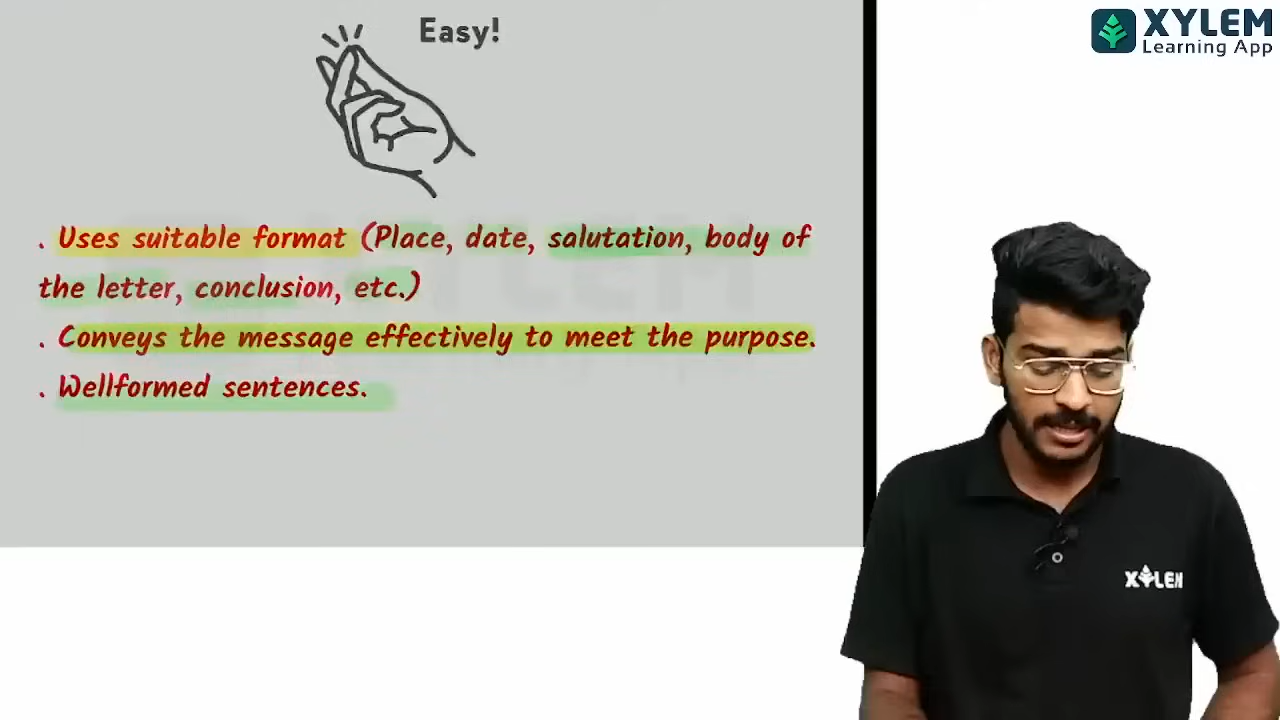 Easy!
XYLEM
Learning App
. Uses suitable format (Place, date, salutation, body of
the letter, conclusion, etc.)
. Conveys the message effectively to meet the purpose.
. Wellformed sentences.
XYLEM
XYLEM